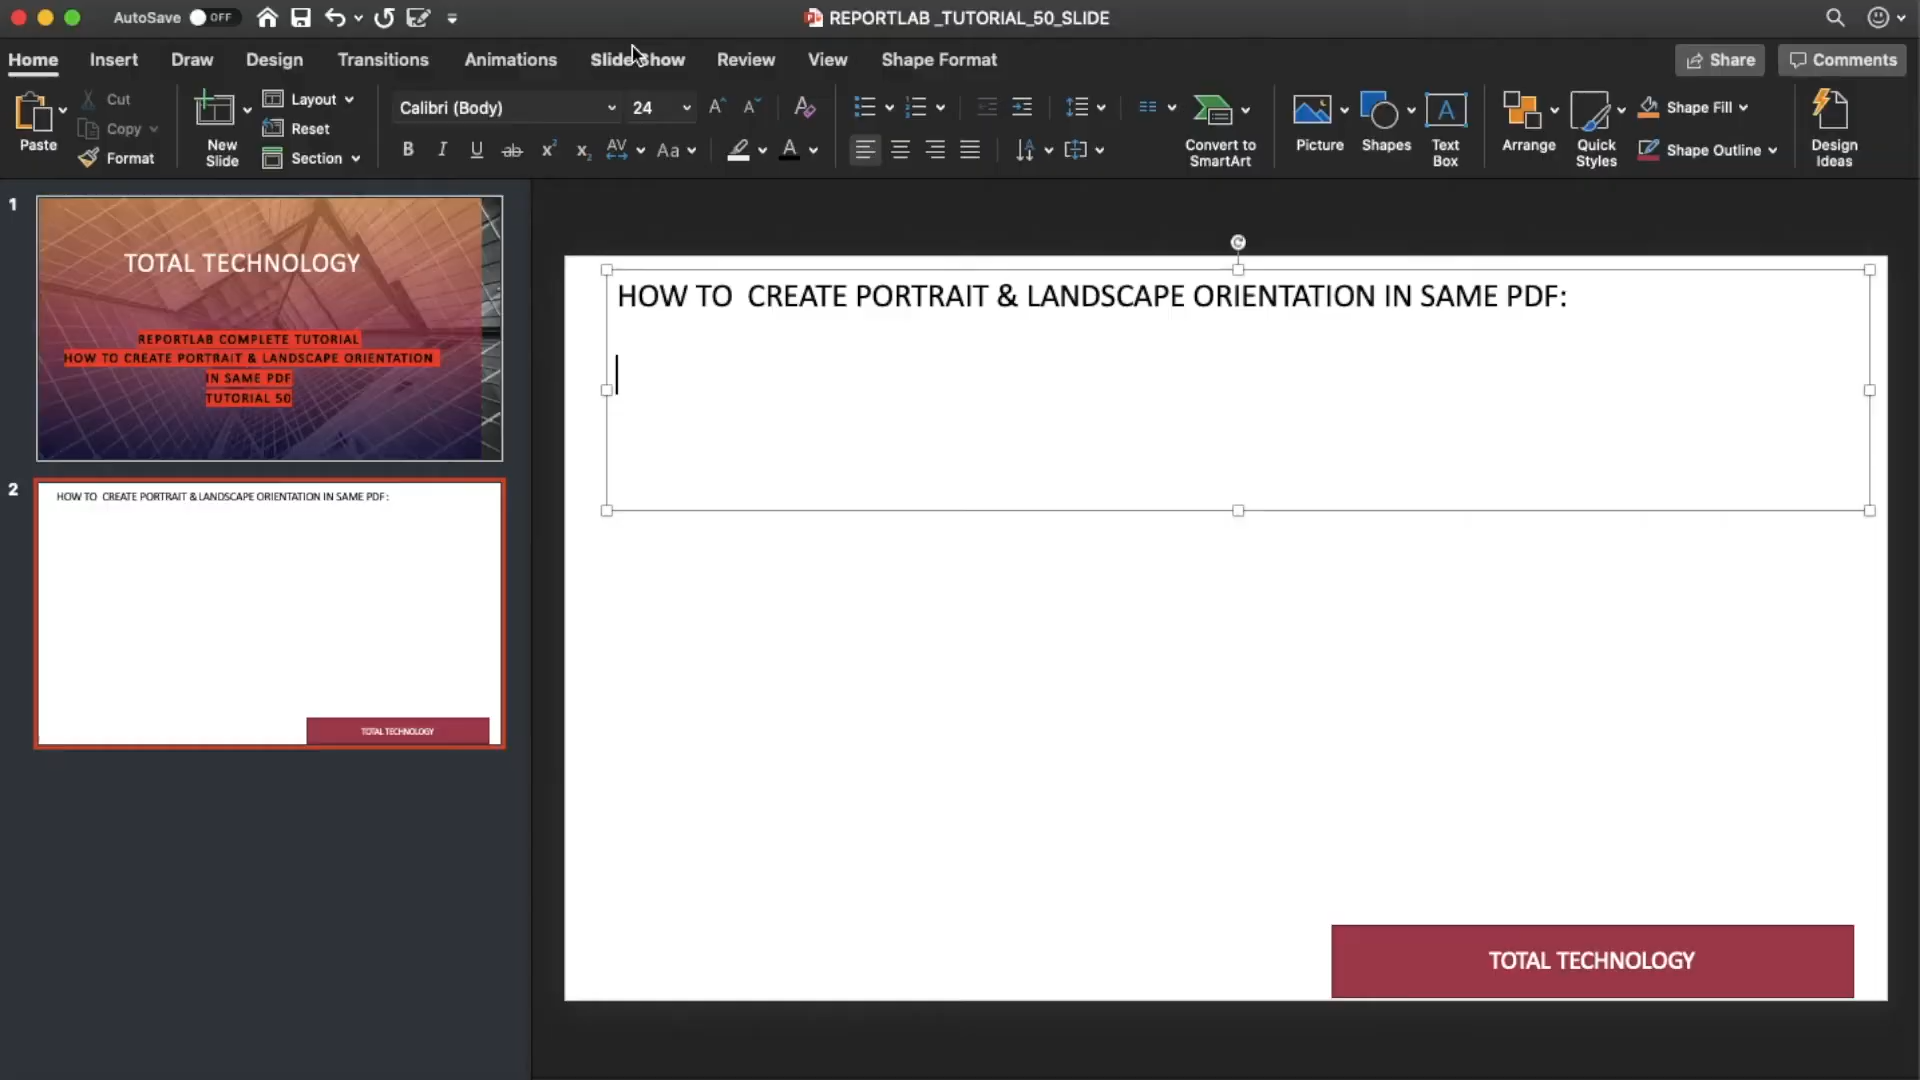 AutoSave OFF
REPORTLAB _TUTORIAL_50_SLIDE
Home Insert Draw Design Transitions Animations Slide Show Review View Shape Format
Share Comments
Paste
Cut
Copy
Format
New
Slide
Layout
Reset
Section
Calibri (Body) 24
Convert to
SmartArt
Picture
Shapes
Text
Box
Arrange
Quick
Styles
Shape Fill
Shape Outline
Design
Ideas
1
TOTAL TECHNOLOGY
REPORTLAB COMPLETE TUTORIAL
HOW TO CREATE PORTRAIT & LANDSCAPE ORIENTATION
IN SAME PDF
TUTORIAL 50
2
HOW TO  CREATE PORTRAIT & LANDSCAPE ORIENTATION IN SAME PDF :
TOTAL TECHNOLOGY
HOW TO  CREATE PORTRAIT & LANDSCAPE ORIENTATION IN SAME PDF:
TOTAL TECHNOLOGY